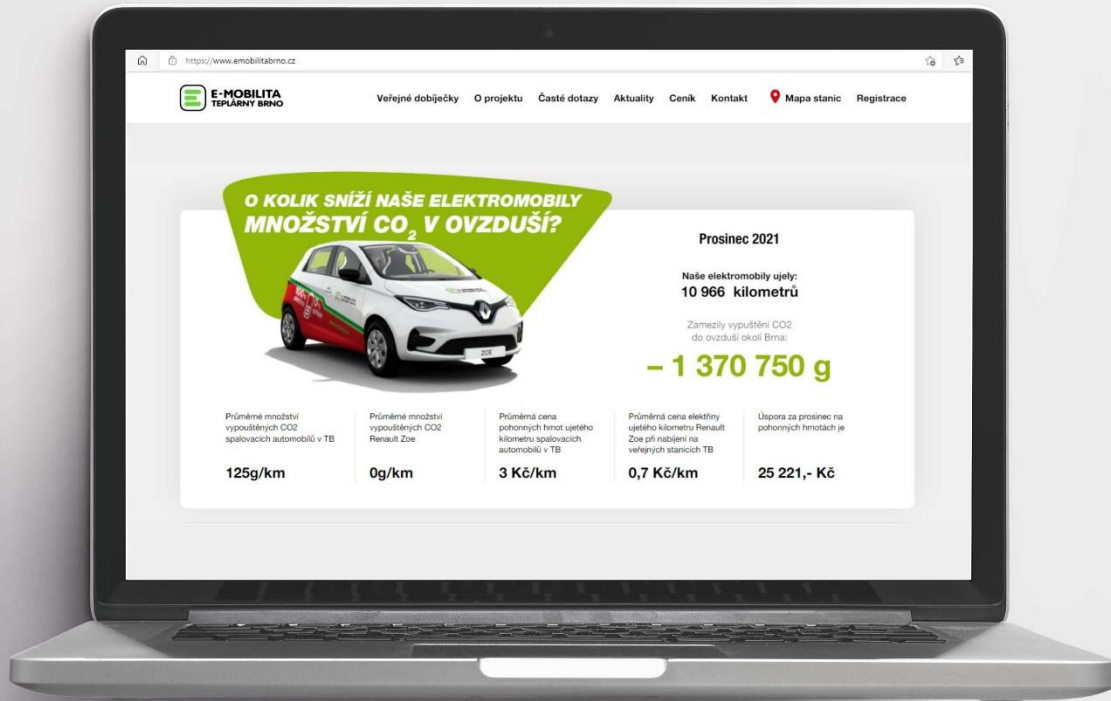 https://www.emobilitabrno.cz
E-MOBILITA
TEPLÁRNY BRNO
Veřejné dobíječky O projektu Časté dotazy Aktuality Ceník Kontakt Mapa stanic Registrace
O KOLIK SNÍŽÍ NAŠE ELEKTROMOBILY
MNOŽSTVÍ CO2 V OVZDUŠÍ?
Prosinec 2021
Naše elektromobily ujely:
10 966 kilometrů
Zamezily vypuštění CO2
do ovzduší okolí Brna:
– 1 370 750 g
ZOE
Průměrné množství
vypouštěných CO2
spalovacích automobilů v TB
125g/km
Průměrné množství
vypouštěných CO2
Renault Zoe
0g/km
Průměrná cena
pohonných hmot ujetého
kilometru spalovacích
automobilů v TB
3 Kč/km
Průměrná cena elektřiny
ujetého kilometru Renault
Zoe při nabíjení na
veřejných stanicích TB
0,7 Kč/km
Úspora za prosinec na
pohonných hmotách je
25 221,- Kč